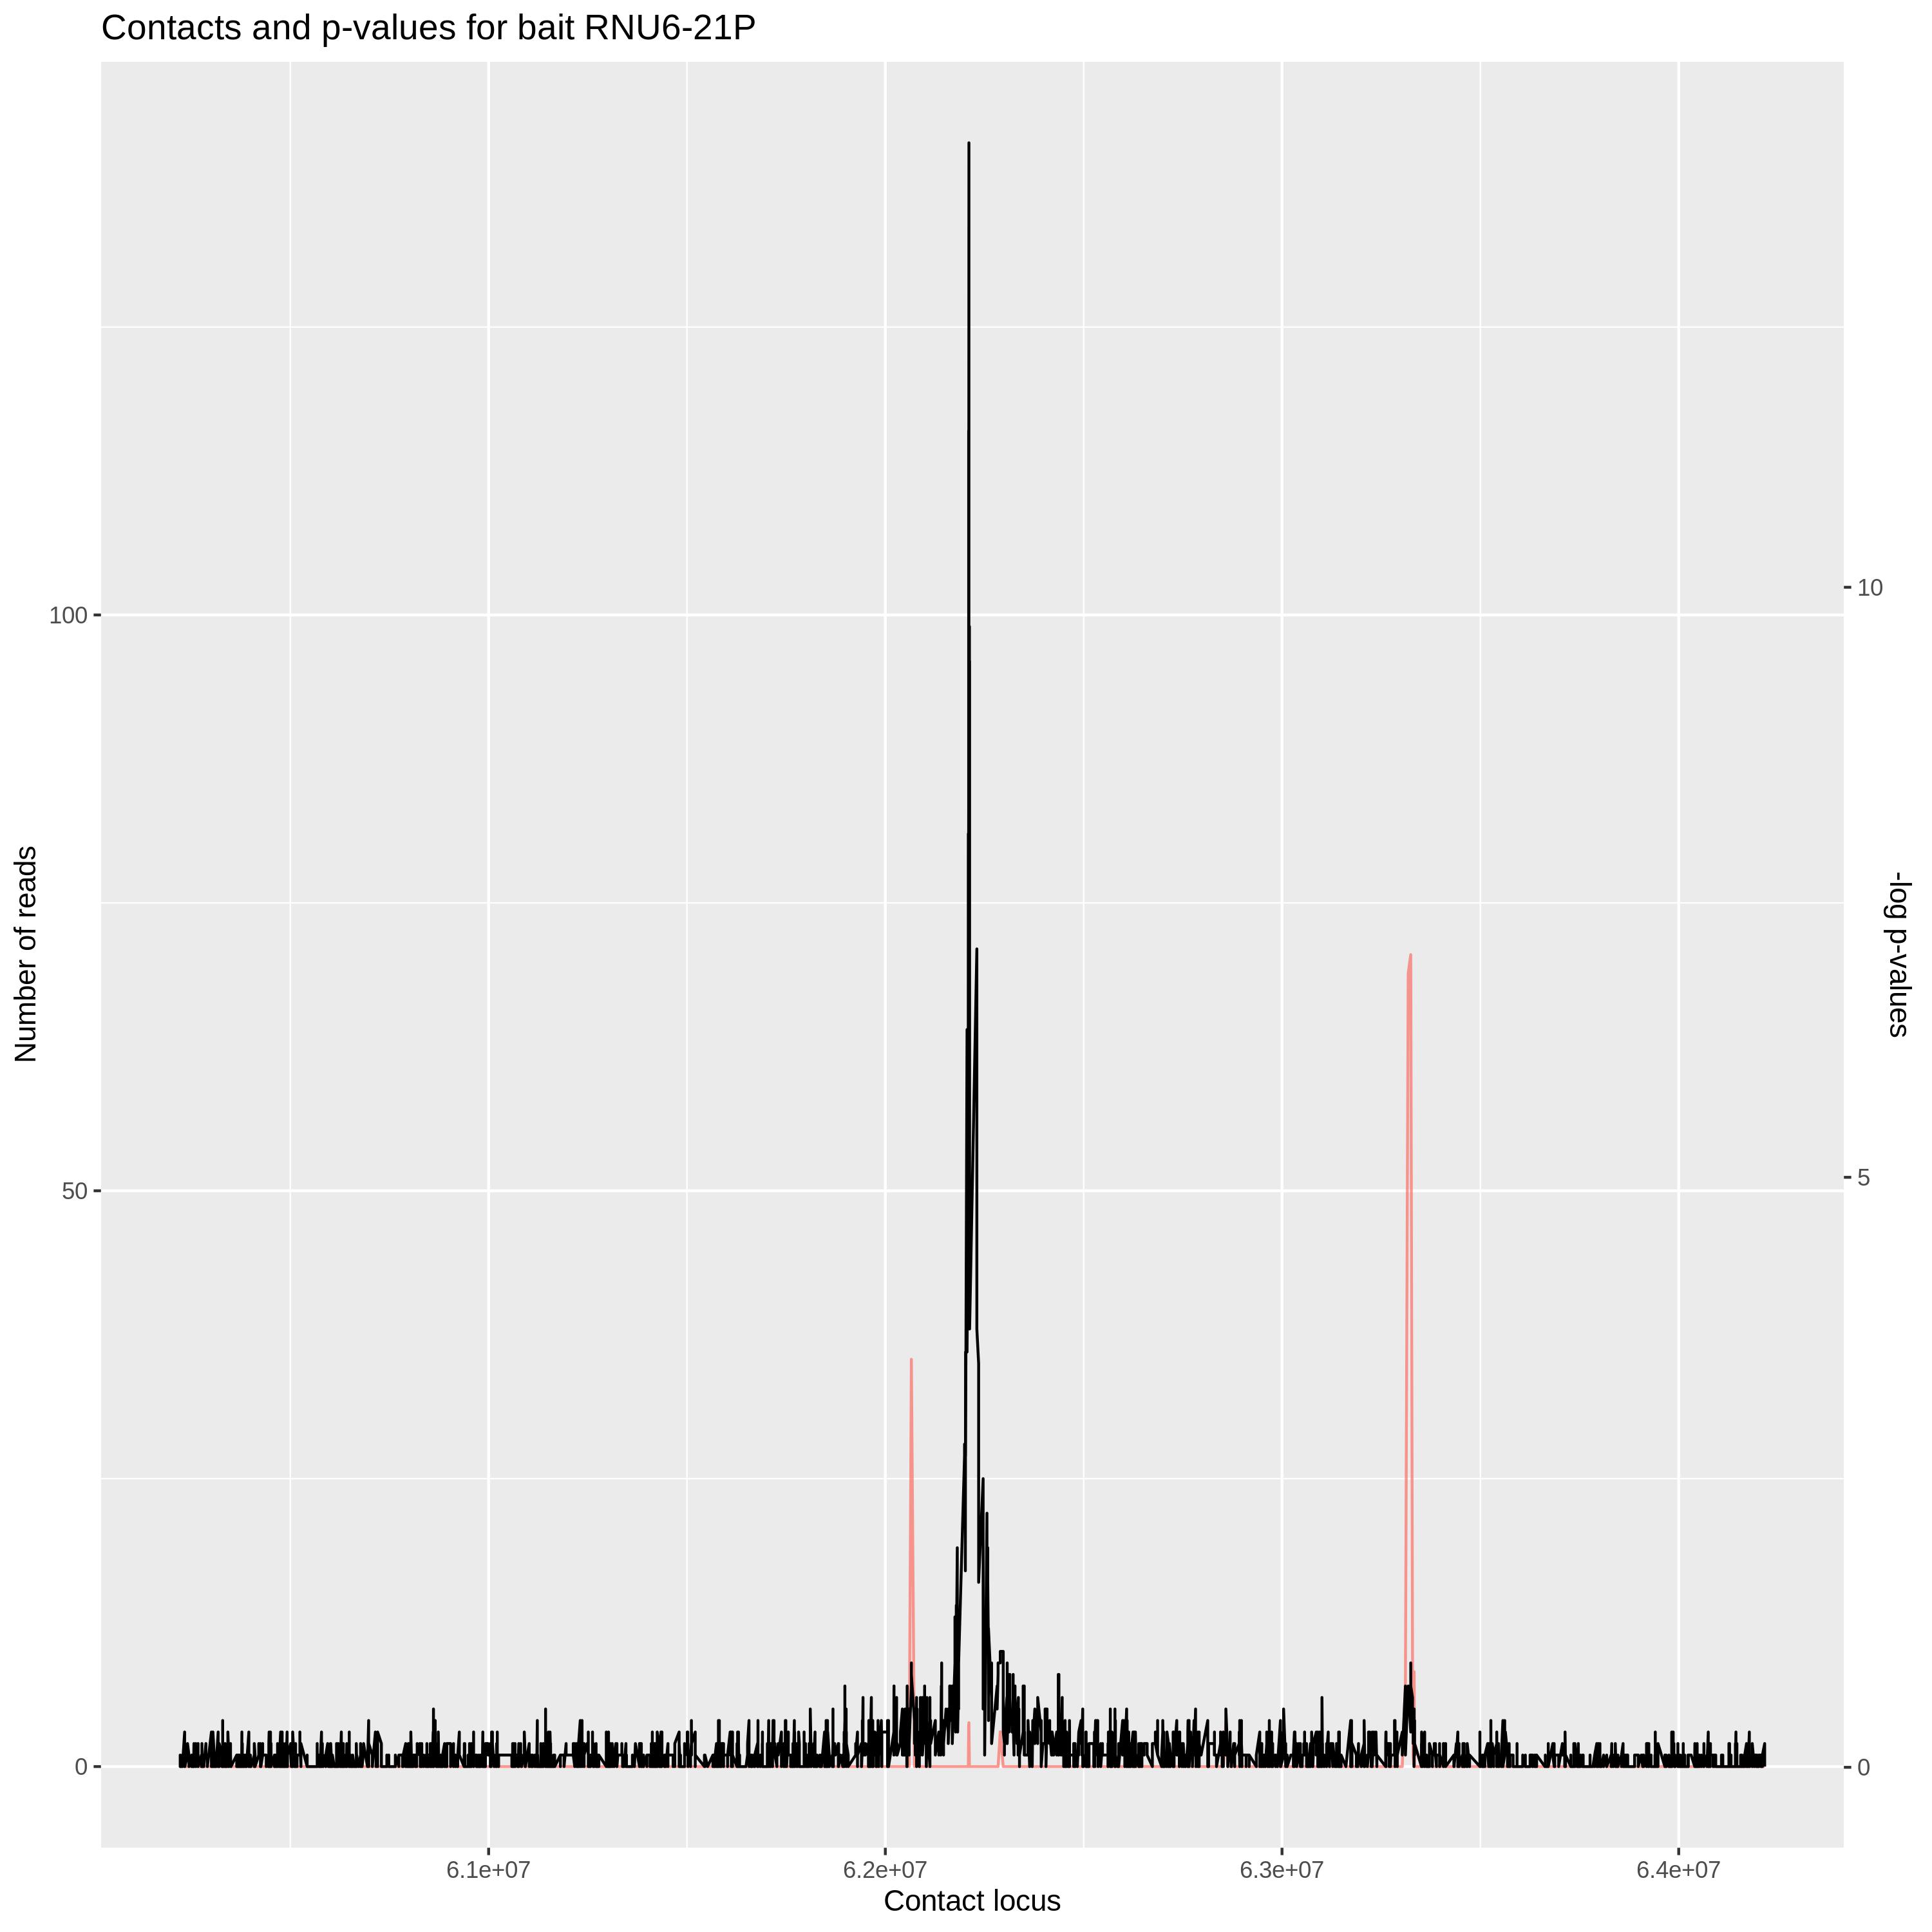 Contacts and p-values for bait RNU6-21P
100
50
0
Number of reads
10
5
0
-log p-values
6.1e+07
6.2e+07
6.3e+07
6.4e+07
Contact locus